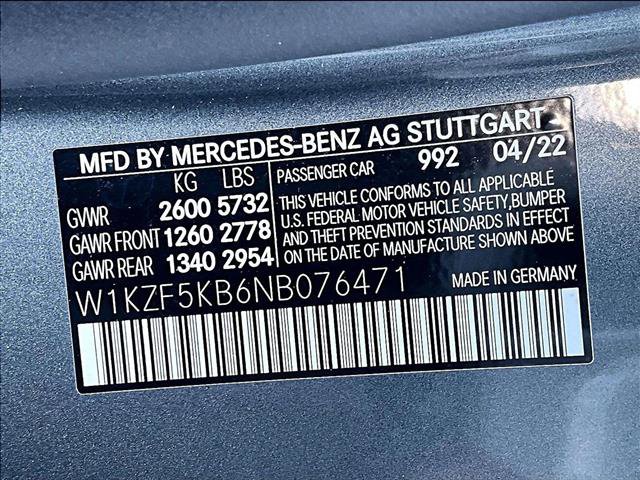 MFD BY MERCEDES-BENZ AG STUTTGART
KG LBS
GVWR 2600 5732
GAWR FRONT 1260 2778
GAWR REAR 1340 2954
PASSENGER CAR 992 04/22
THIS VEHICLE CONFORMS TO ALL APPLICABLE
U.S. FEDERAL MOTOR VEHICLE SAFETY,BUMPER
AND THEFT PREVENTION STANDARDS IN EFFECT
ON THE DATE OF MANUFACTURE SHOWN ABOVE
W1KZF5KB6NB076471
MADE IN GERMANY